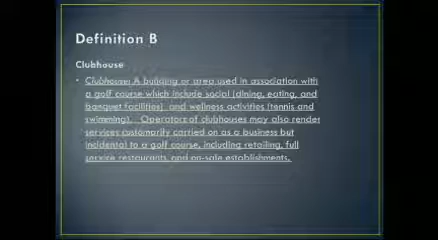 Definition B
Clubhouse
• Clubhouse: A building or area used in association with
a golf course which include social (dining, eating, and
banquet facilities), and wellness activities (tennis and
swimming). Operators of clubhouses may also render
services customarily carried on as a business but
incidental to a golf course, including retailing, full
service restaurants, and on-sale establishments.